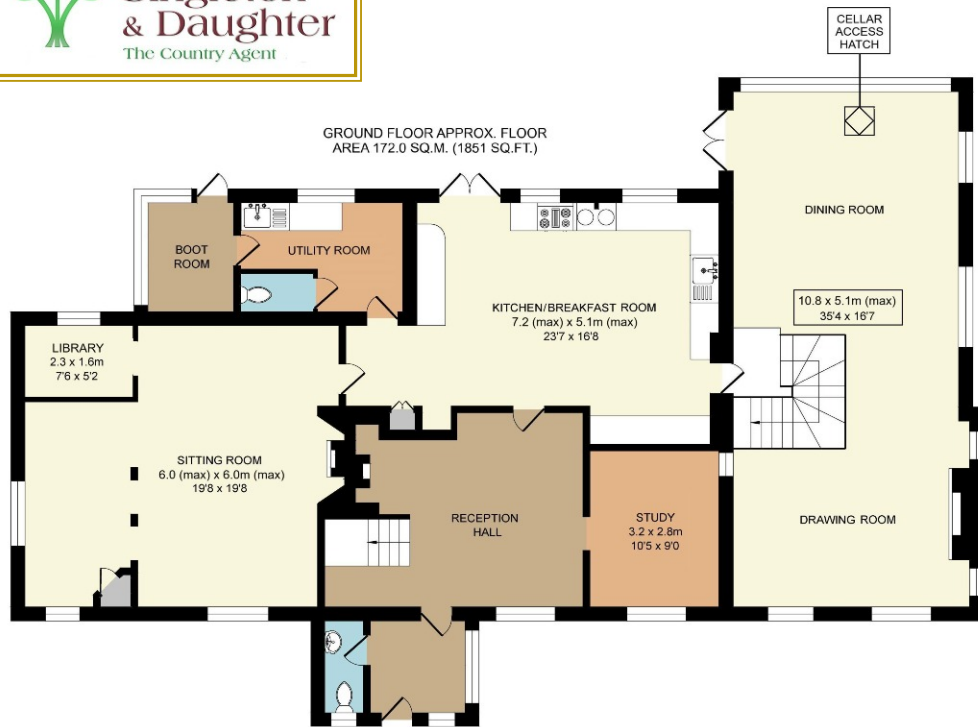 & Daughter
The Country Agent
CELLAR
ACCESS
HATCH
GROUND FLOOR APPROX. FLOOR
AREA 172.0 SQ.M. (1851 SQ.FT.)
DINING ROOM
BOOT
ROOM
UTILITY ROOM
KITCHEN/BREAKFAST ROOM
7.2 (max) x 5.1m (max)
23'7 x 16'8
10.8 x 5.1m (max)
35'4 x 16'7
LIBRARY
2.3 x 1.6m
7'6 x 5'2
SITTING ROOM
6.0 (max) x 6.0m (max)
19'8 x 19'8
RECEPTION
HALL
STUDY
3.2 x 2.8m
10'5 x 9'0
DRAWING ROOM